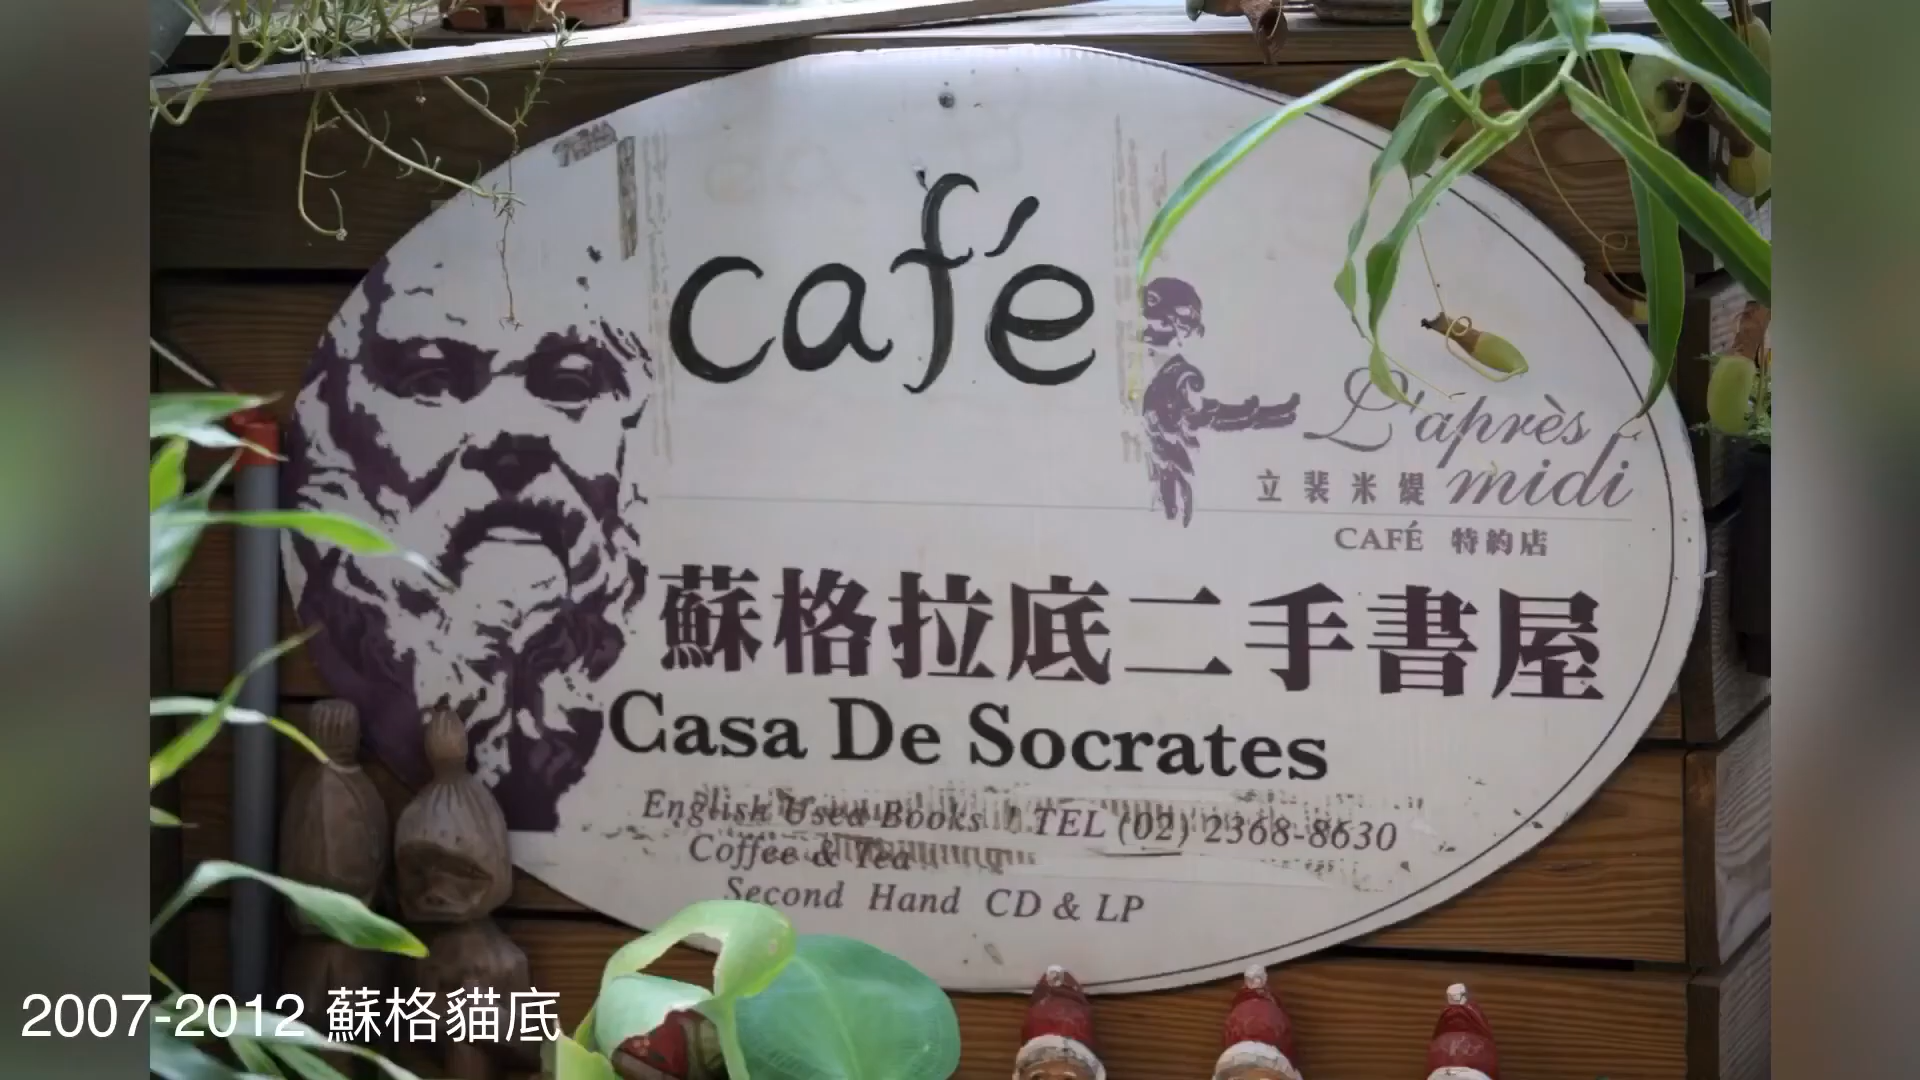 café
L'après
立裴米緹 midi
CAFÉ 特約店
蘇格拉底二手書屋
Casa De Socrates
English Used Books / TEL (02) 2368-8630
Coffee & Tea
Second Hand CD & LP
2007-2012 蘇格貓底